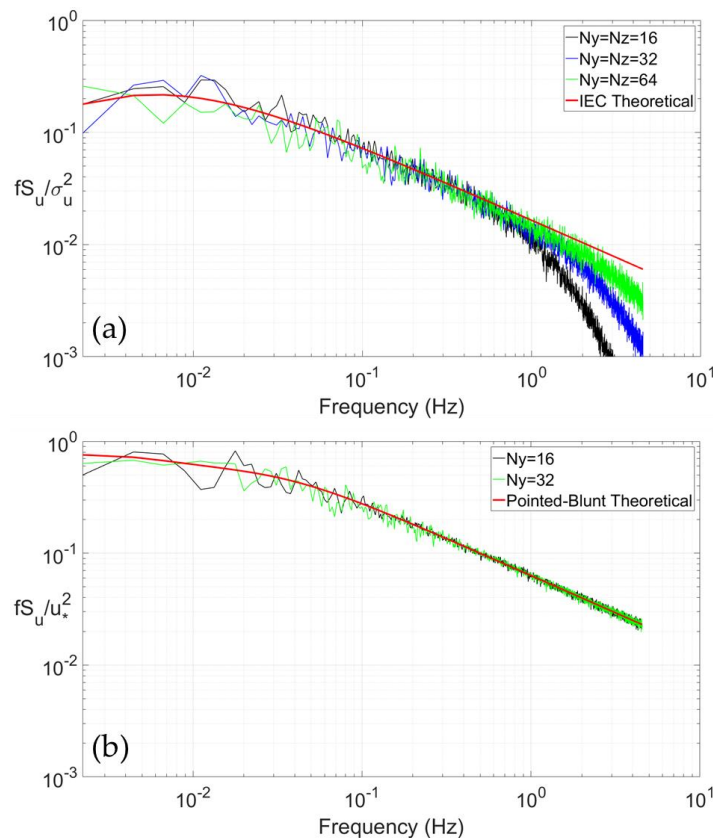 10^0
10^-1
fS_u/σ_u^2
10^-2
10^-3
Ny=Nz=16
Ny=Nz=32
Ny=Nz=64
IEC Theoretical
(a)
10^-2 10^-1 10^0 10^1
Frequency (Hz)
10^0
10^-1
fS_u/u_*^2
10^-2
10^-3
Ny=16
Ny=32
Pointed-Blunt Theoretical
(b)
10^-2 10^-1 10^0 10^1
Frequency (Hz)